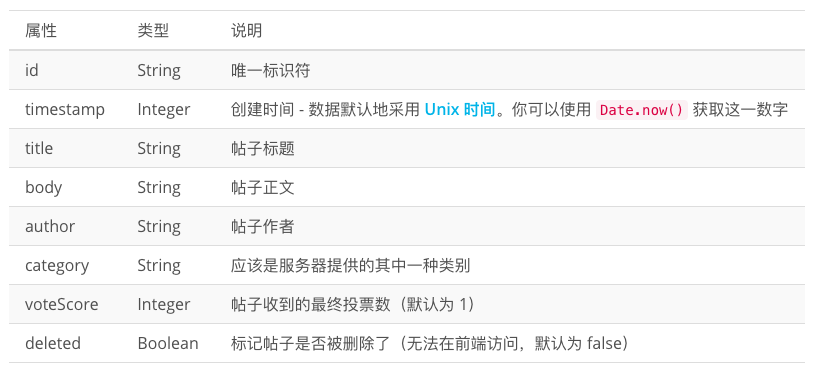 属性 类型 说明
id String 唯一标识符
timestamp Integer 创建时间 - 数据默认地采用 Unix 时间。你可以使用 Date.now() 获取这一数字
title String 帖子标题
body String 帖子正文
author String 帖子作者
category String 应该是服务器提供的其中一种类别
voteScore Integer 帖子收到的最终投票数（默认为 1）
deleted Boolean 标记帖子是否被删除了（无法在前端访问，默认为 false）